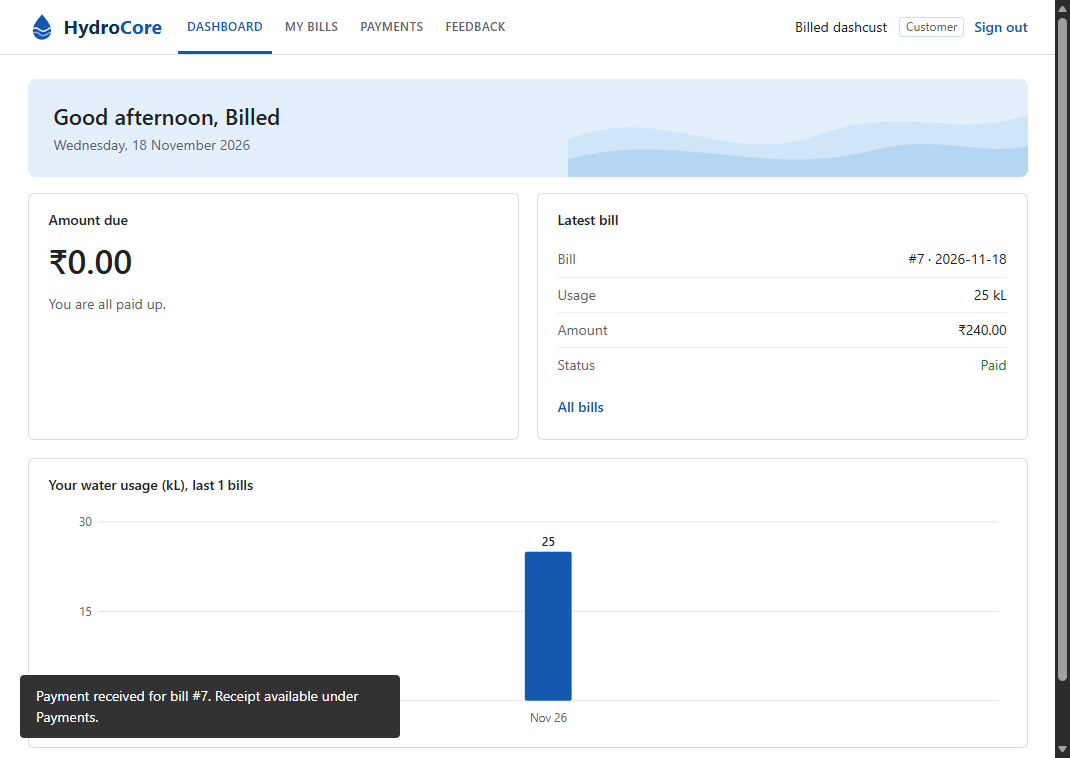 HydroCore
DASHBOARD
MY BILLS
PAYMENTS
FEEDBACK
Billed dashcust
Customer
Sign out
Good afternoon, Billed
Wednesday, 18 November 2026
Amount due
₹0.00
You are all paid up.
Latest bill
Bill #7 · 2026-11-18
Usage 25 kL
Amount ₹240.00
Status Paid
All bills
Your water usage (kL), last 1 bills
30
25
15
Nov 26
Payment received for bill #7. Receipt available under
Payments.